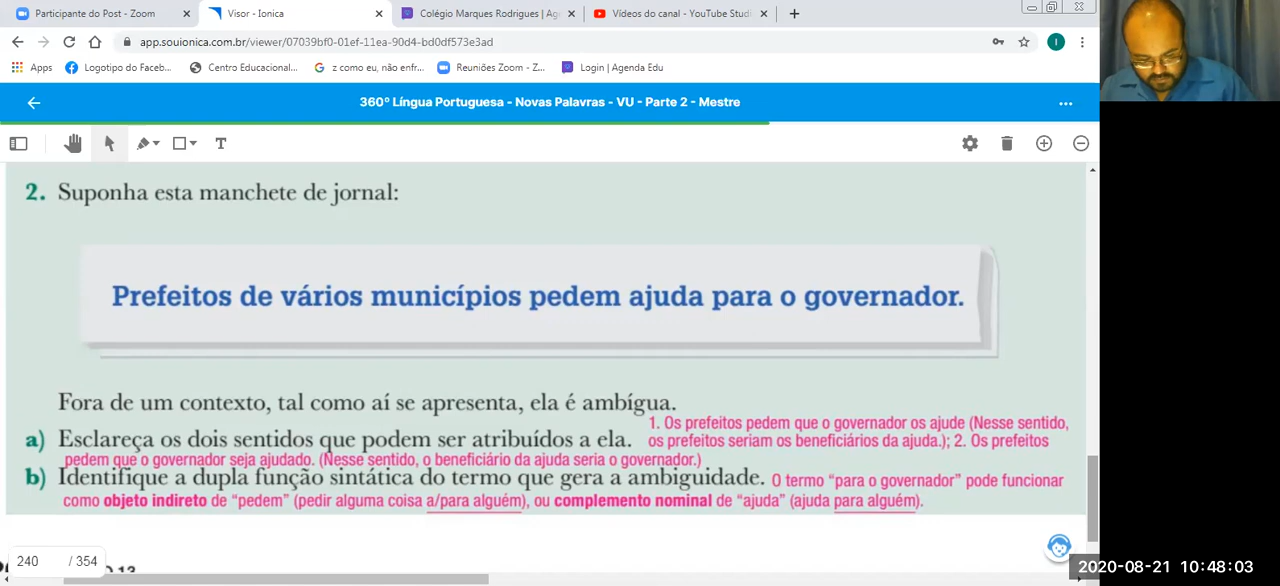 Participante do Post - Zoom
Visor - Ionica
Colégio Marques Rodrigues | Ag
Vídeos do canal - YouTube Studi
app.souionica.com.br/viewer/07039bf0-01ef-11ea-90d4-bd0df573e3ad
I
Apps
Logotipo do Faceb...
Centro Educacional...
z como eu, não enfr...
Reuniões Zoom - Z...
Login | Agenda Edu
360º Língua Portuguesa - Novas Palavras - VU - Parte 2 - Mestre
T
2. Suponha esta manchete de jornal:
Prefeitos de vários municípios pedem ajuda para o governador.
Fora de um contexto, tal como aí se apresenta, ela é ambígua.
a) Esclareça os dois sentidos que podem ser atribuídos a ela.
1. Os prefeitos pedem que o governador os ajude (Nesse sentido,
os prefeitos seriam os beneficiários da ajuda.); 2. Os prefeitos
pedem que o governador seja ajudado. (Nesse sentido, o beneficiário da ajuda seria o governador.)
b) Identifique a dupla função sintática do termo que gera a ambiguidade.
O termo “para o governador” pode funcionar
como objeto indireto de “pedem” (pedir alguma coisa a/para alguém), ou complemento nominal de “ajuda” (ajuda para alguém).
240 / 354
2020-08-21 10:48:03